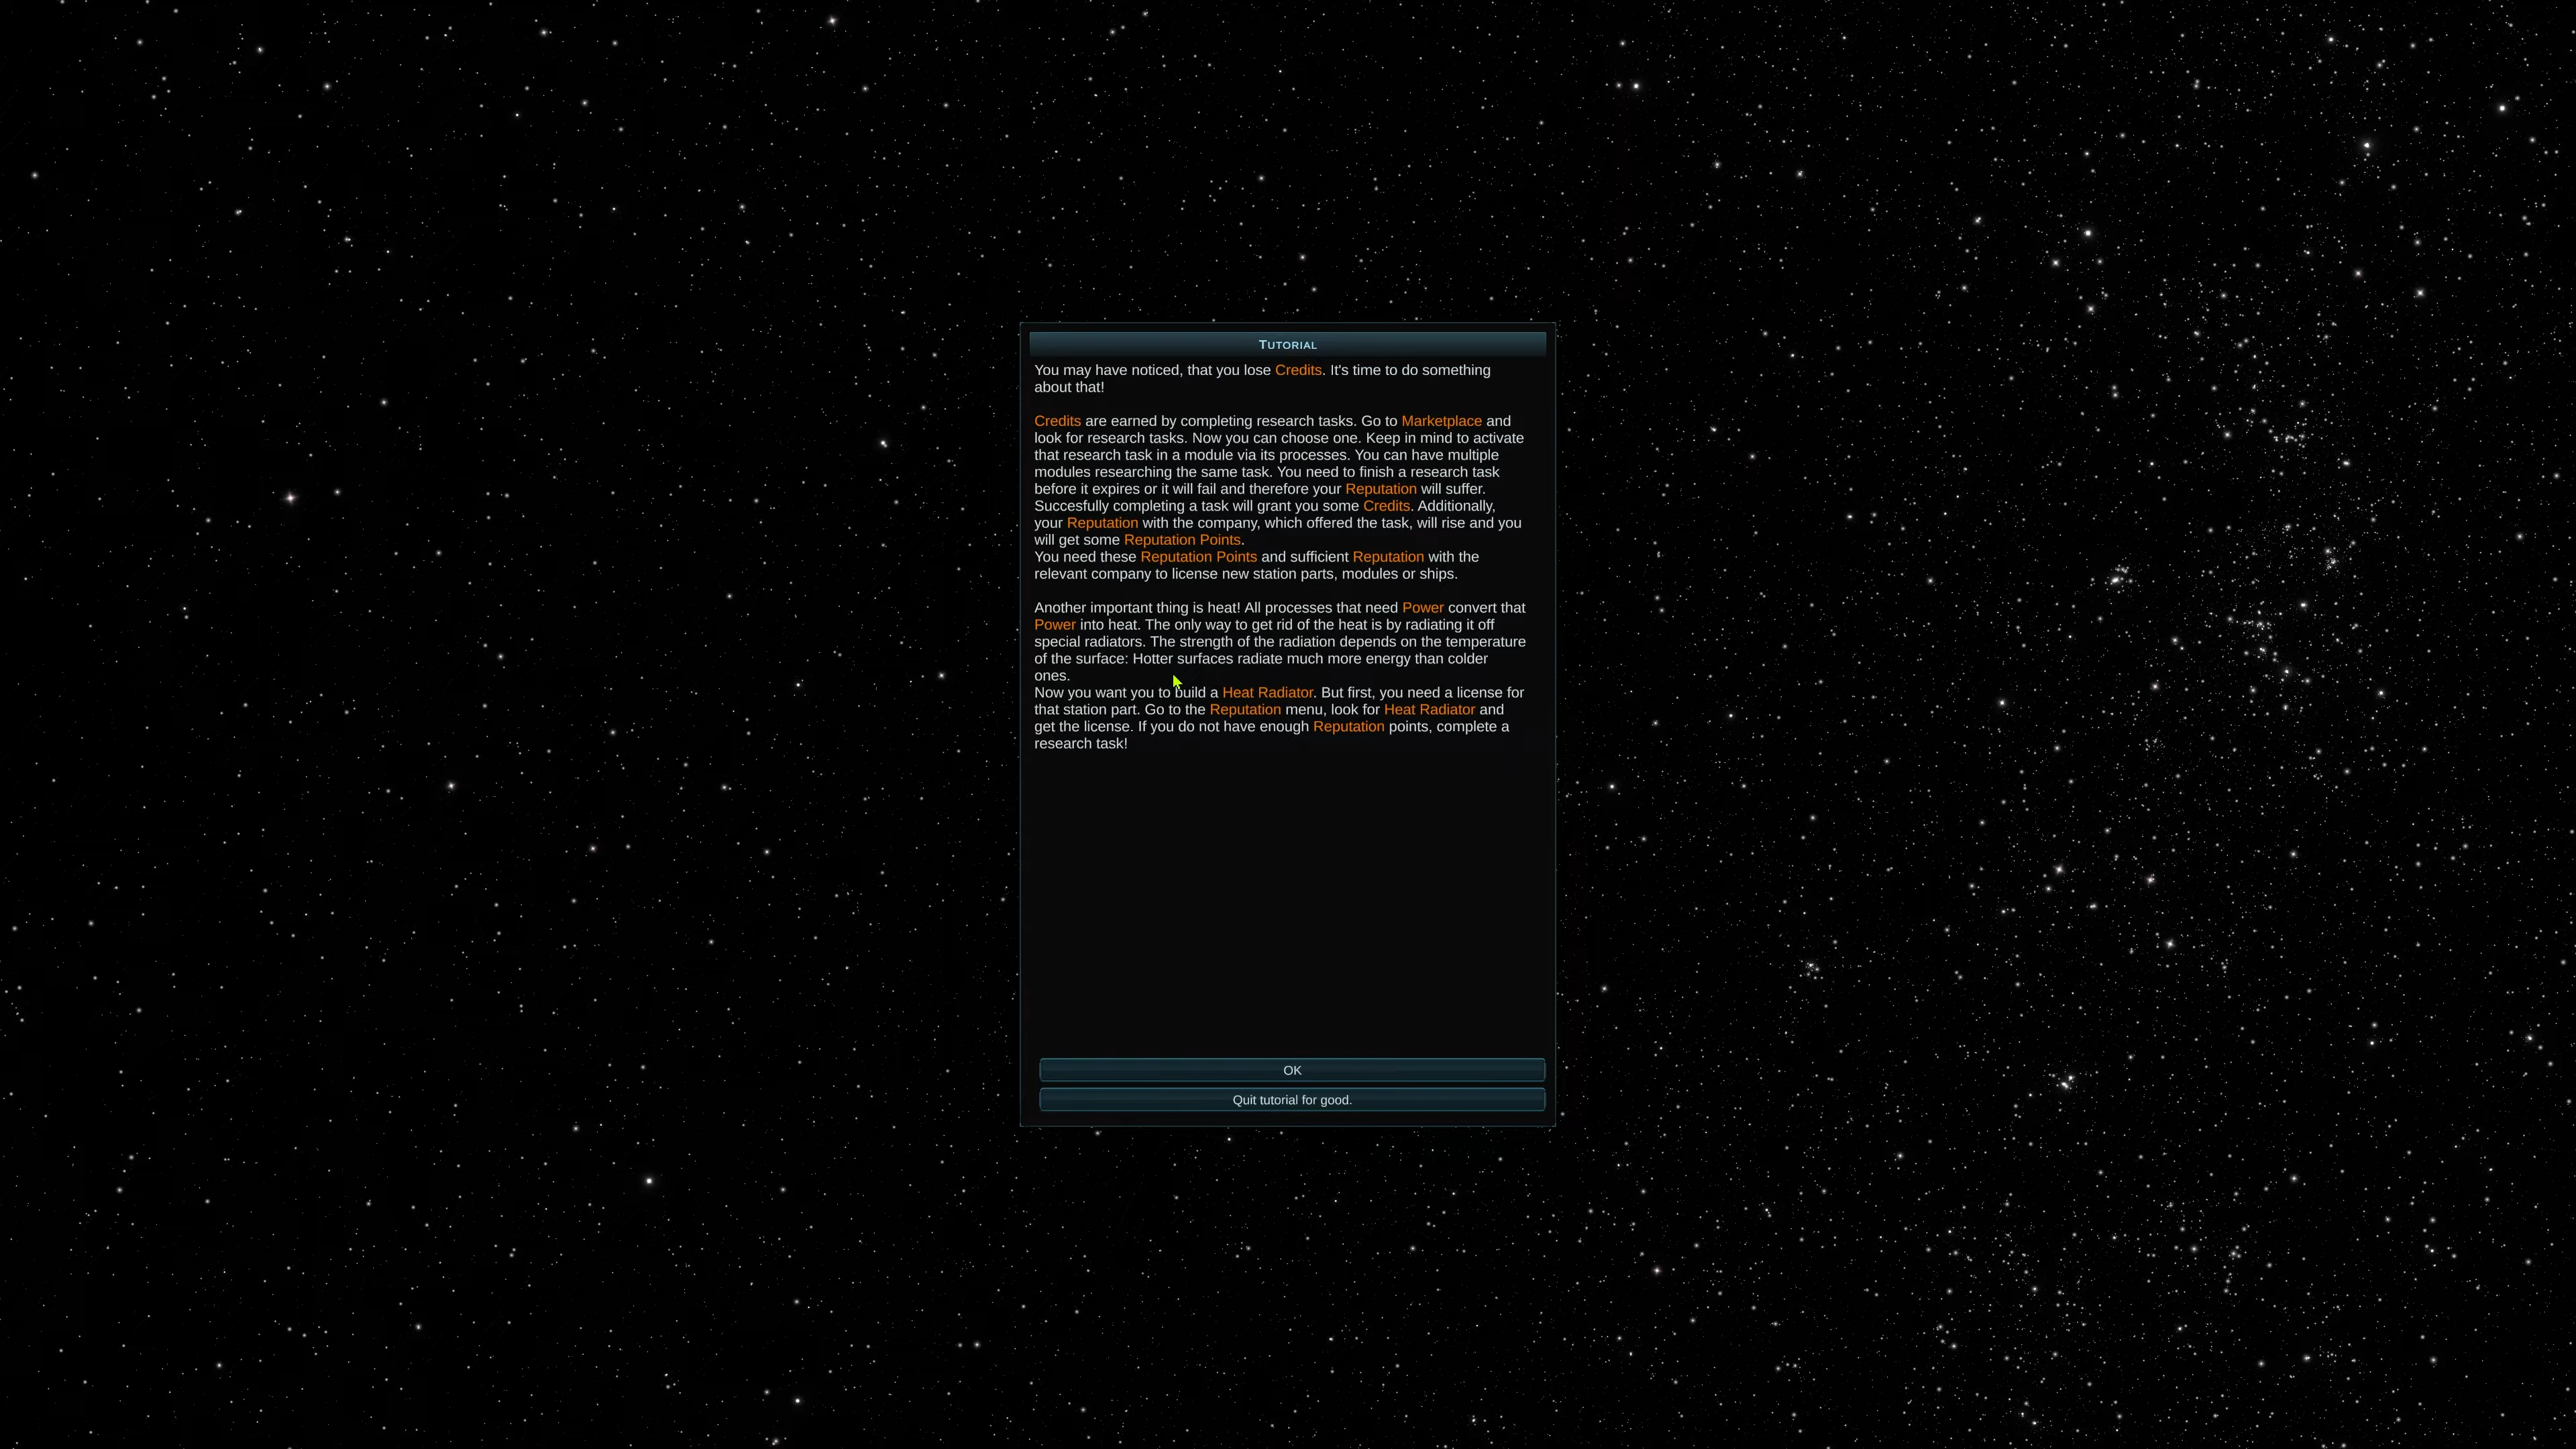 TUTORIAL
You may have noticed, that you lose Credits. It's time to do something
about that!
Credits are earned by completing research tasks. Go to Marketplace and
look for research tasks. Now you can choose one. Keep in mind to activate
that research task in a module via its processes. You can have multiple
modules researching the same task. You need to finish a research task
before it expires or it will fail and therefore your Reputation will suffer.
Succesfully completing a task will grant you some Credits. Additionally,
your Reputation with the company, which offered the task, will rise and you
will get some Reputation Points.
You need these Reputation Points and sufficient Reputation with the
relevant company to license new station parts, modules or ships.
Another important thing is heat! All processes that need Power convert that
Power into heat. The only way to get rid of the heat is by radiating it off
special radiators. The strength of the radiation depends on the temperature
of the surface: Hotter surfaces radiate much more energy than colder
ones.
Now you want you to build a Heat Radiator. But first, you need a license for
that station part. Go to the Reputation menu, look for Heat Radiator and
get the license. If you do not have enough Reputation points, complete a
research task!
OK
Quit tutorial for good.